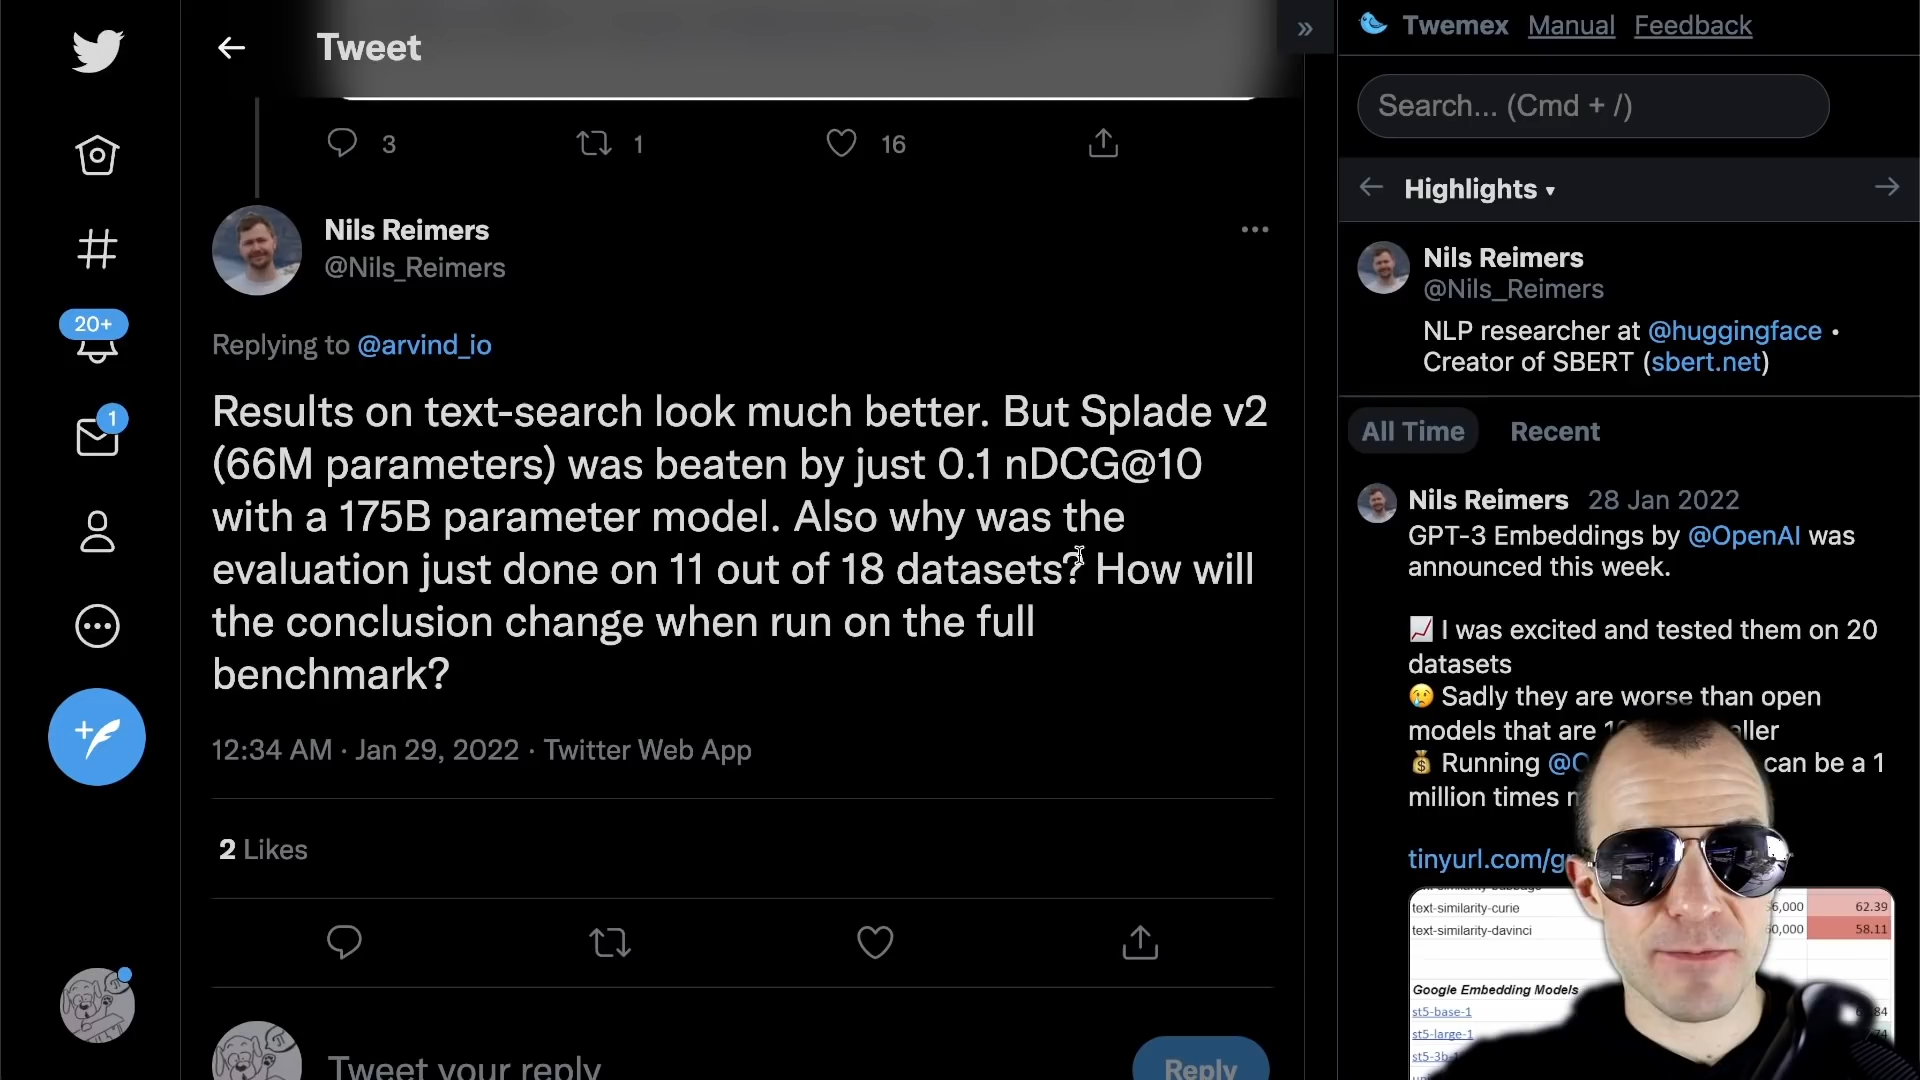 Tweet
3
1
16
20+
1
Nils Reimers
@Nils_Reimers
Replying to @arvind_io
Results on text-search look much better. But Splade v2
(66M parameters) was beaten by just 0.1 nDCG@10
with a 175B parameter model. Also why was the
evaluation just done on 11 out of 18 datasets? How will
the conclusion change when run on the full
benchmark?
12:34 AM · Jan 29, 2022 · Twitter Web App
2 Likes
Tweet your reply
Reply
»
Twemex Manual Feedback
Search... (Cmd + /)
← Highlights ▾ →
Nils Reimers
@Nils_Reimers
NLP researcher at @huggingface •
Creator of SBERT (sbert.net)
All Time Recent
Nils Reimers 28 Jan 2022
GPT-3 Embeddings by @OpenAI was
announced this week.
📈 I was excited and tested them on 20
datasets
😢 Sadly they are worse than open
models that are
💰 Running can be a 1
million times
text-similarity-curie 62.39
text-similarity-davinci 58.11
Google Embedding Models
st5-base-1
st5-large-1